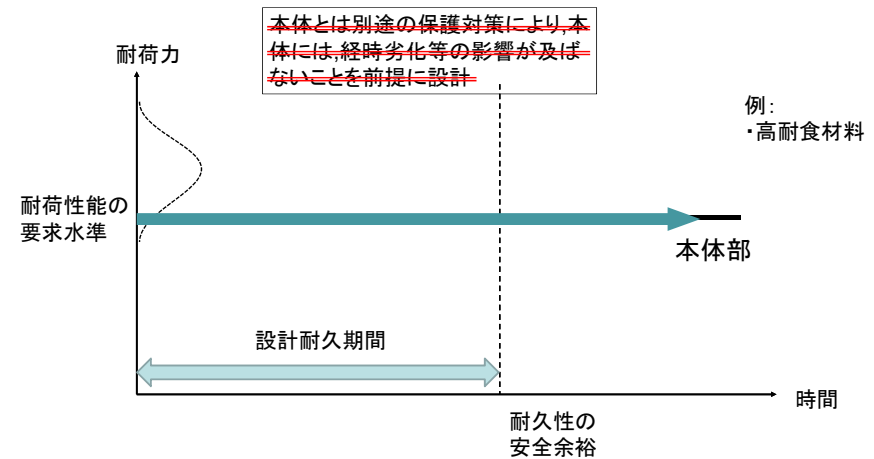 本体とは別途の保護対策により,本
体には,経時劣化等の影響が及ば
ないことを前提に設計
耐荷力
例:
・高耐食材料
耐荷性能の
要求水準
本体部
設計耐久期間
時間
耐久性の
安全余裕